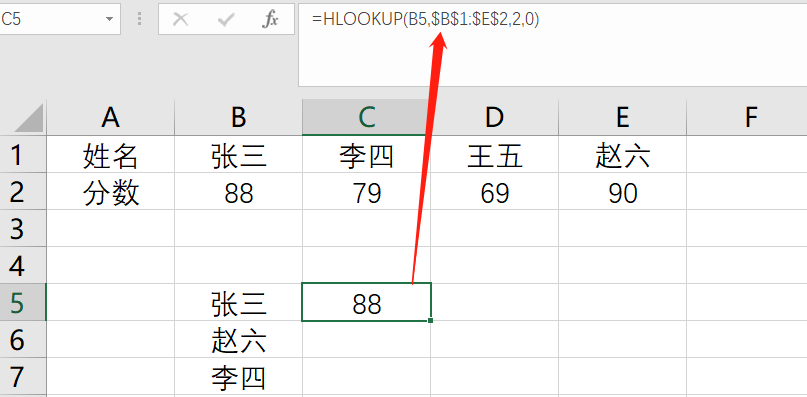 C5 fx =HLOOKUP(B5,$B$1:$E$2,2,0)
A B C D E F
1 姓名 张三 李四 王五 赵六
2 分数 88 79 69 90
3
4
5 张三 88
6 赵六
7 李四